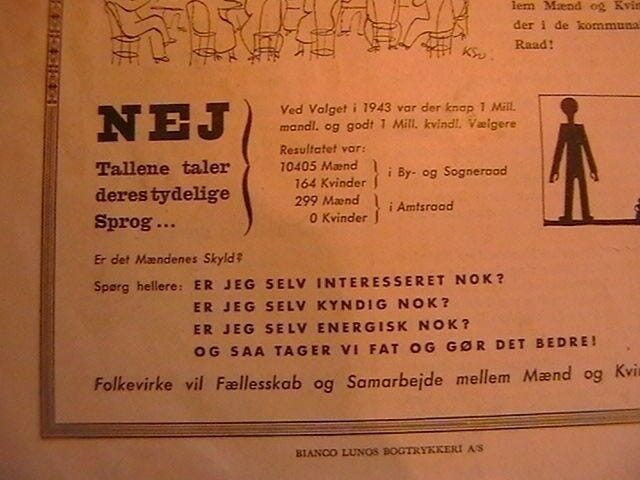 lem Mænd og Kvin
der i de kommuna
Raad!
KSv
NEJ
Tallene taler
deres tydelige
Sprog...
Ved Valget i 1943 var der knap 1 Mill.
mandl. og godt 1 Mill. kvindl. Vælgere
Resultatet var:
10405 Mænd
164 Kvinder
i By- og Sogneraad
299 Mænd
0 Kvinder
i Amtsraad
Er det Mændenes Skyld?
Spørg hellere: ER JEG SELV INTERESSERET NOK?
ER JEG SELV KYNDIG NOK?
ER JEG SELV ENERGISK NOK?
OG SAA TAGER VI FAT OG GØR DET BEDRE!
Folkevirke vil Fællesskab og Samarbejde mellem Mænd og Kvi
BIANCO LUNOS BOGTRYKKERI A/S